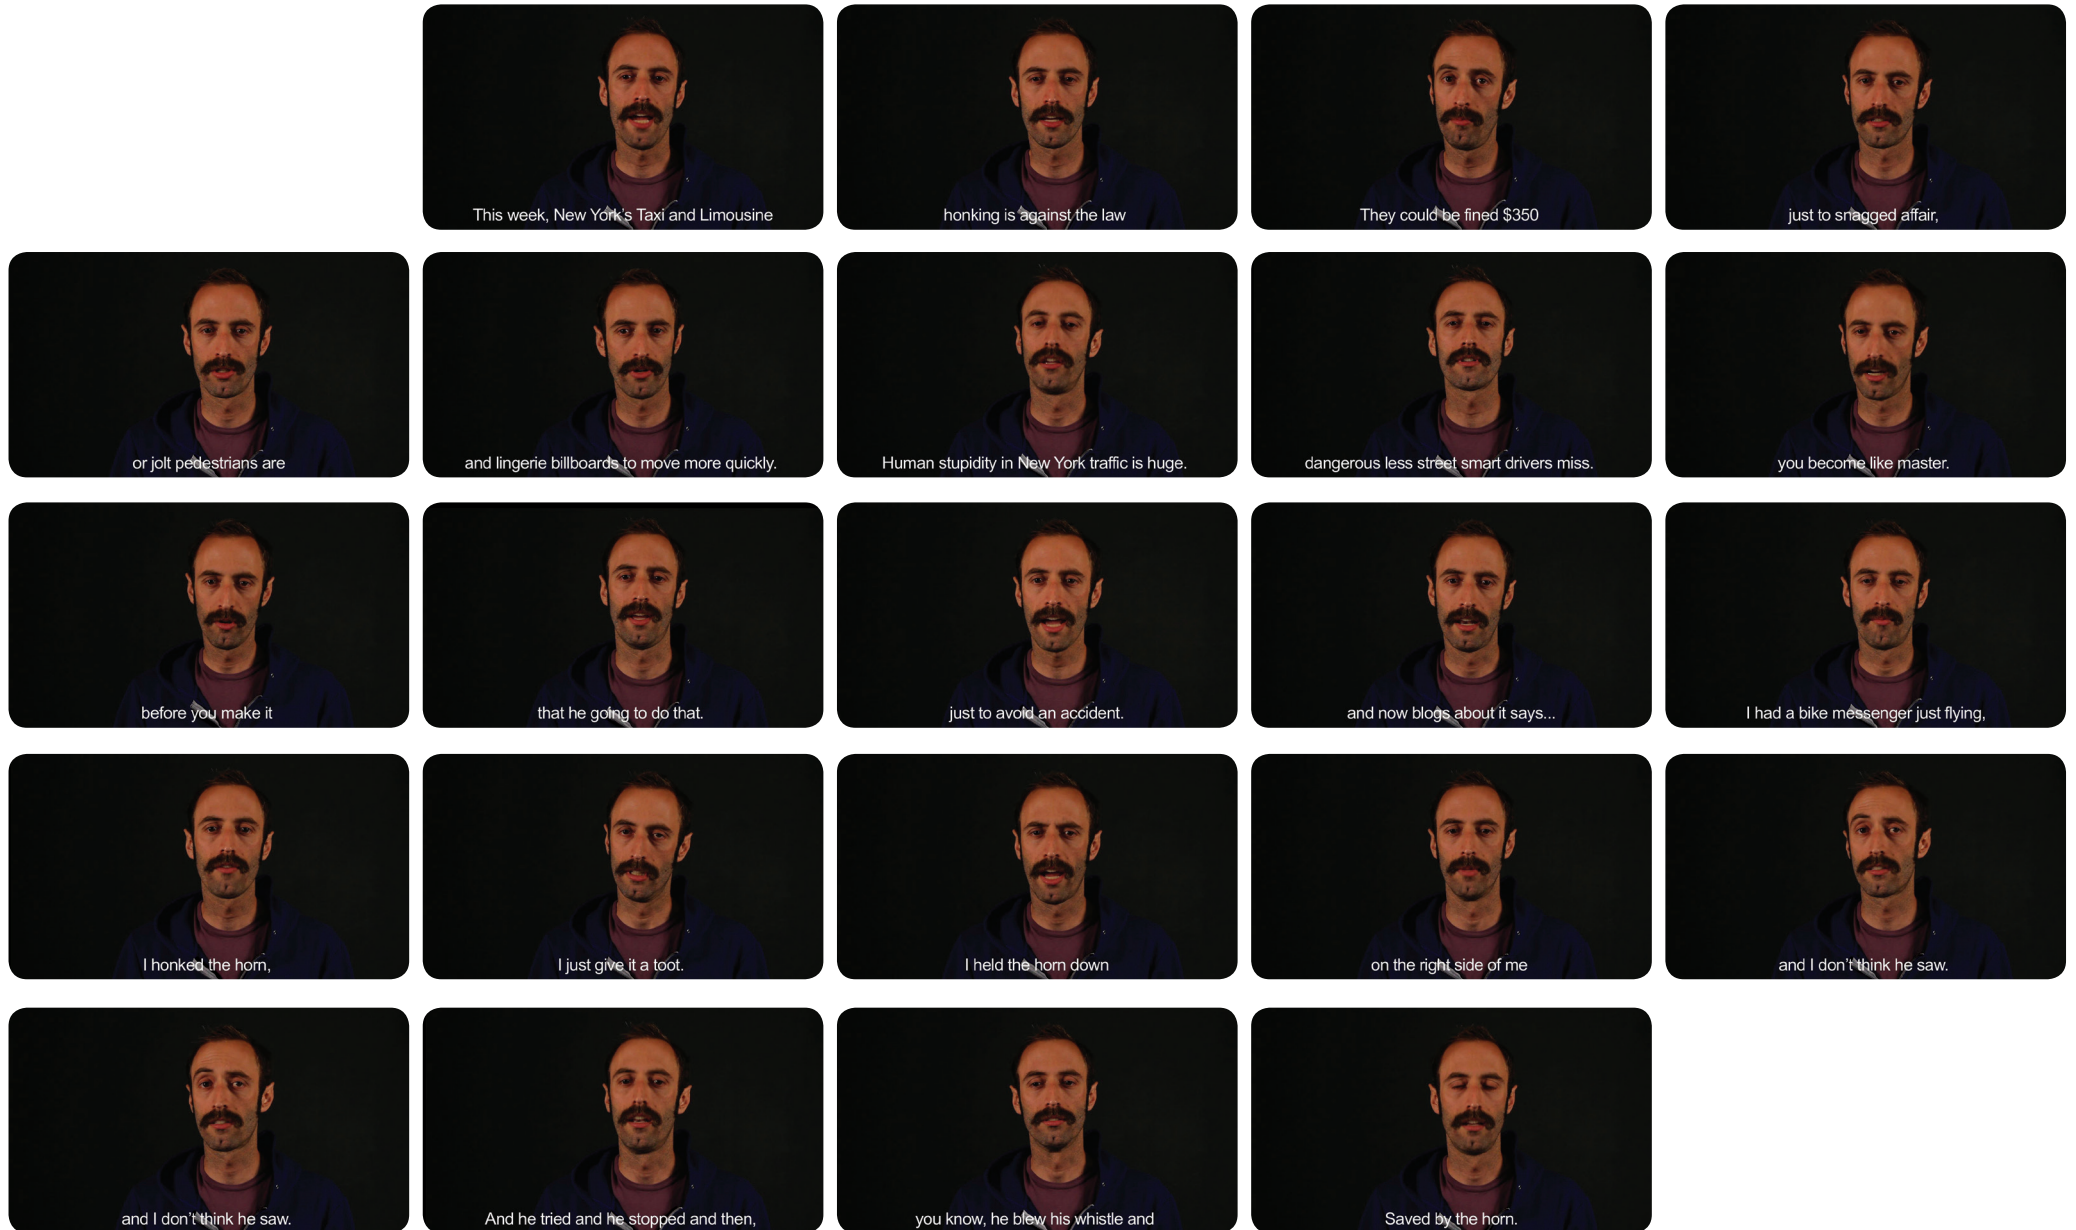 This week, New York's Taxi and Limousine
honking is against the law
They could be fined $350
just to snagged affair,
or jolt pedestrians are
and lingerie billboards to move more quickly.
Human stupidity in New York traffic is huge.
dangerous less street smart drivers miss.
you become like master.
before you make it
that he going to do that.
just to avoid an accident.
and now blogs about it says...
I had a bike messenger just flying,
I honked the horn,
I just give it a toot.
I held the horn down
on the right side of me
and I don't think he saw.
and I don't think he saw.
And he tried and he stopped and then,
you know, he blew his whistle and
Saved by the horn.